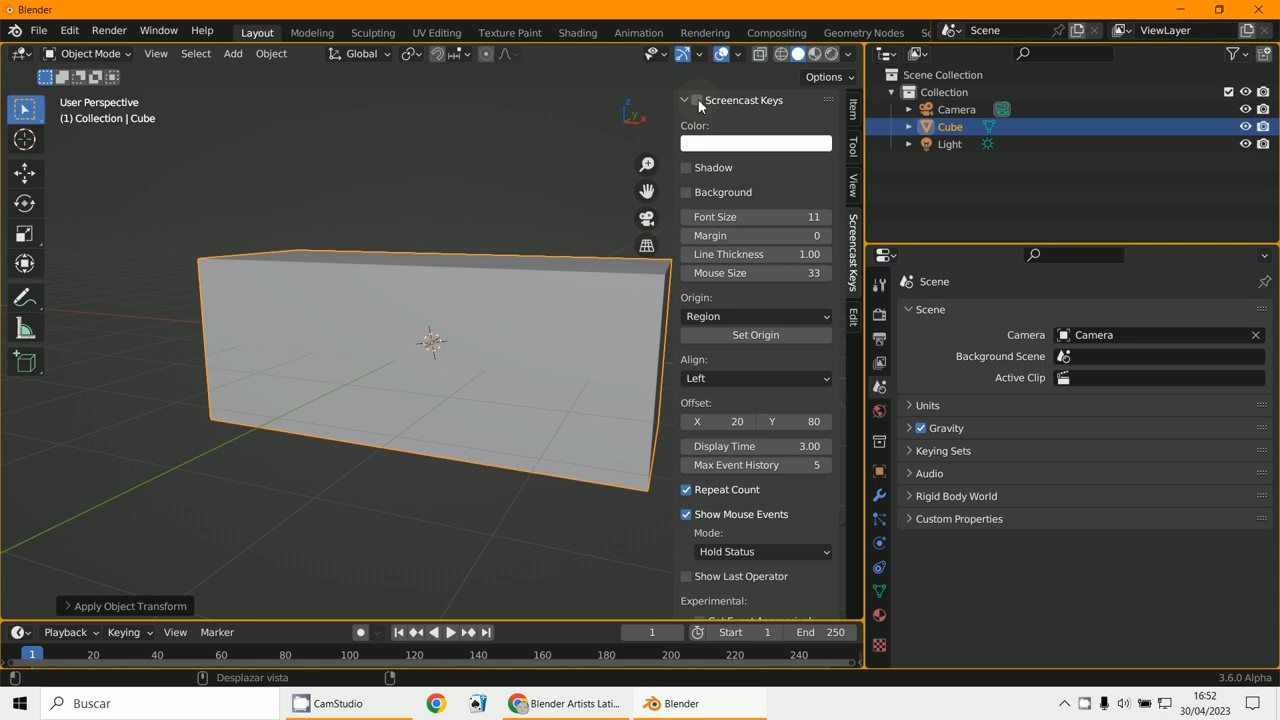 Blender
File Edit Render Window Help
Layout Modeling Sculpting UV Editing Texture Paint Shading Animation Rendering Compositing Geometry Nodes
Scene
ViewLayer
Object Mode View Select Add Object
Global
Options
User Perspective
(1) Collection | Cube
Z
Y
X
Screencast Keys
Color:
Shadow
Background
Font Size 11
Margin 0
Line Thickness 1.00
Mouse Size 33
Origin:
Region
Set Origin
Align:
Left
Offset:
X 20 Y 80
Display Time 3.00
Max Event History 5
Repeat Count
Show Mouse Events
Mode:
Hold Status
Show Last Operator
Experimental:
Item
Tool
View
Screencast Keys
Edit
Apply Object Transform
Scene Collection
Collection
Camera
Cube
Light
Scene
Scene
Camera Camera
Background Scene
Active Clip
Units
Gravity
Keying Sets
Audio
Rigid Body World
Custom Properties
Playback Keying View Marker
1 Start 1 End 250
1 20 40 60 80 100 120 140 160 180 200 220 240
Desplazar vista
3.6.0 Alpha
Buscar
CamStudio
Blender Artists Lati...
Blender
16:52
30/04/2023